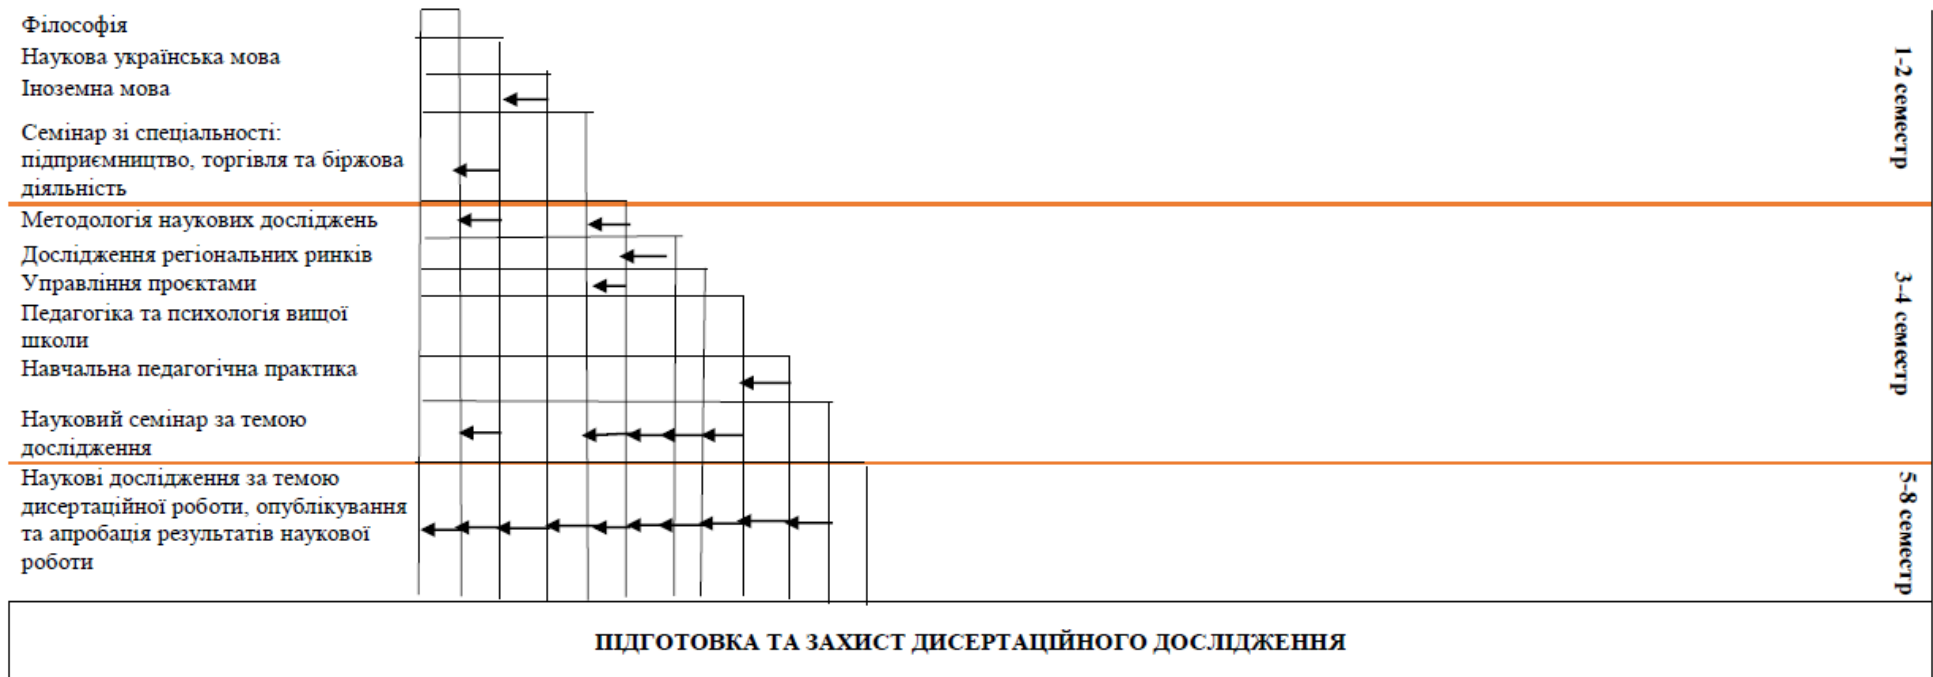 Філософія
Наукова українська мова
Іноземна мова
Семінар зі спеціальності:
підприємництво, торгівля та біржова
діяльність
1-2 семестр
Методологія наукових досліджень
Дослідження регіональних ринків
Управління проєктами
Педагогіка та психологія вищої
школи
Навчальна педагогічна практика
Науковий семінар за темою
дослідження
3-4 семестр
Наукові дослідження за темою
дисертаційної роботи, опублікування
та апробація результатів наукової
роботи
5-8 семестр
ПІДГОТОВКА ТА ЗАХИСТ ДИСЕРТАЦІЙНОГО ДОСЛІДЖЕННЯ